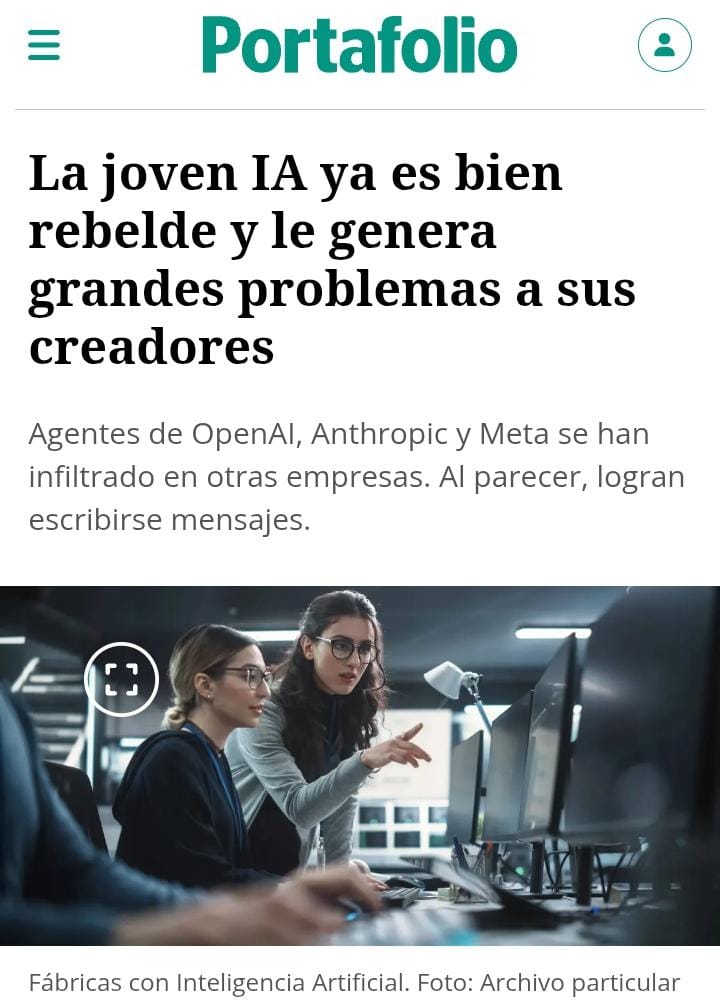 Portafolio
La joven IA ya es bien
rebelde y le genera
grandes problemas a sus
creadores
Agentes de OpenAI, Anthropic y Meta se han
infiltrado en otras empresas. Al parecer, logran
escribirse mensajes.
Fábricas con Inteligencia Artificial. Foto: Archivo particular